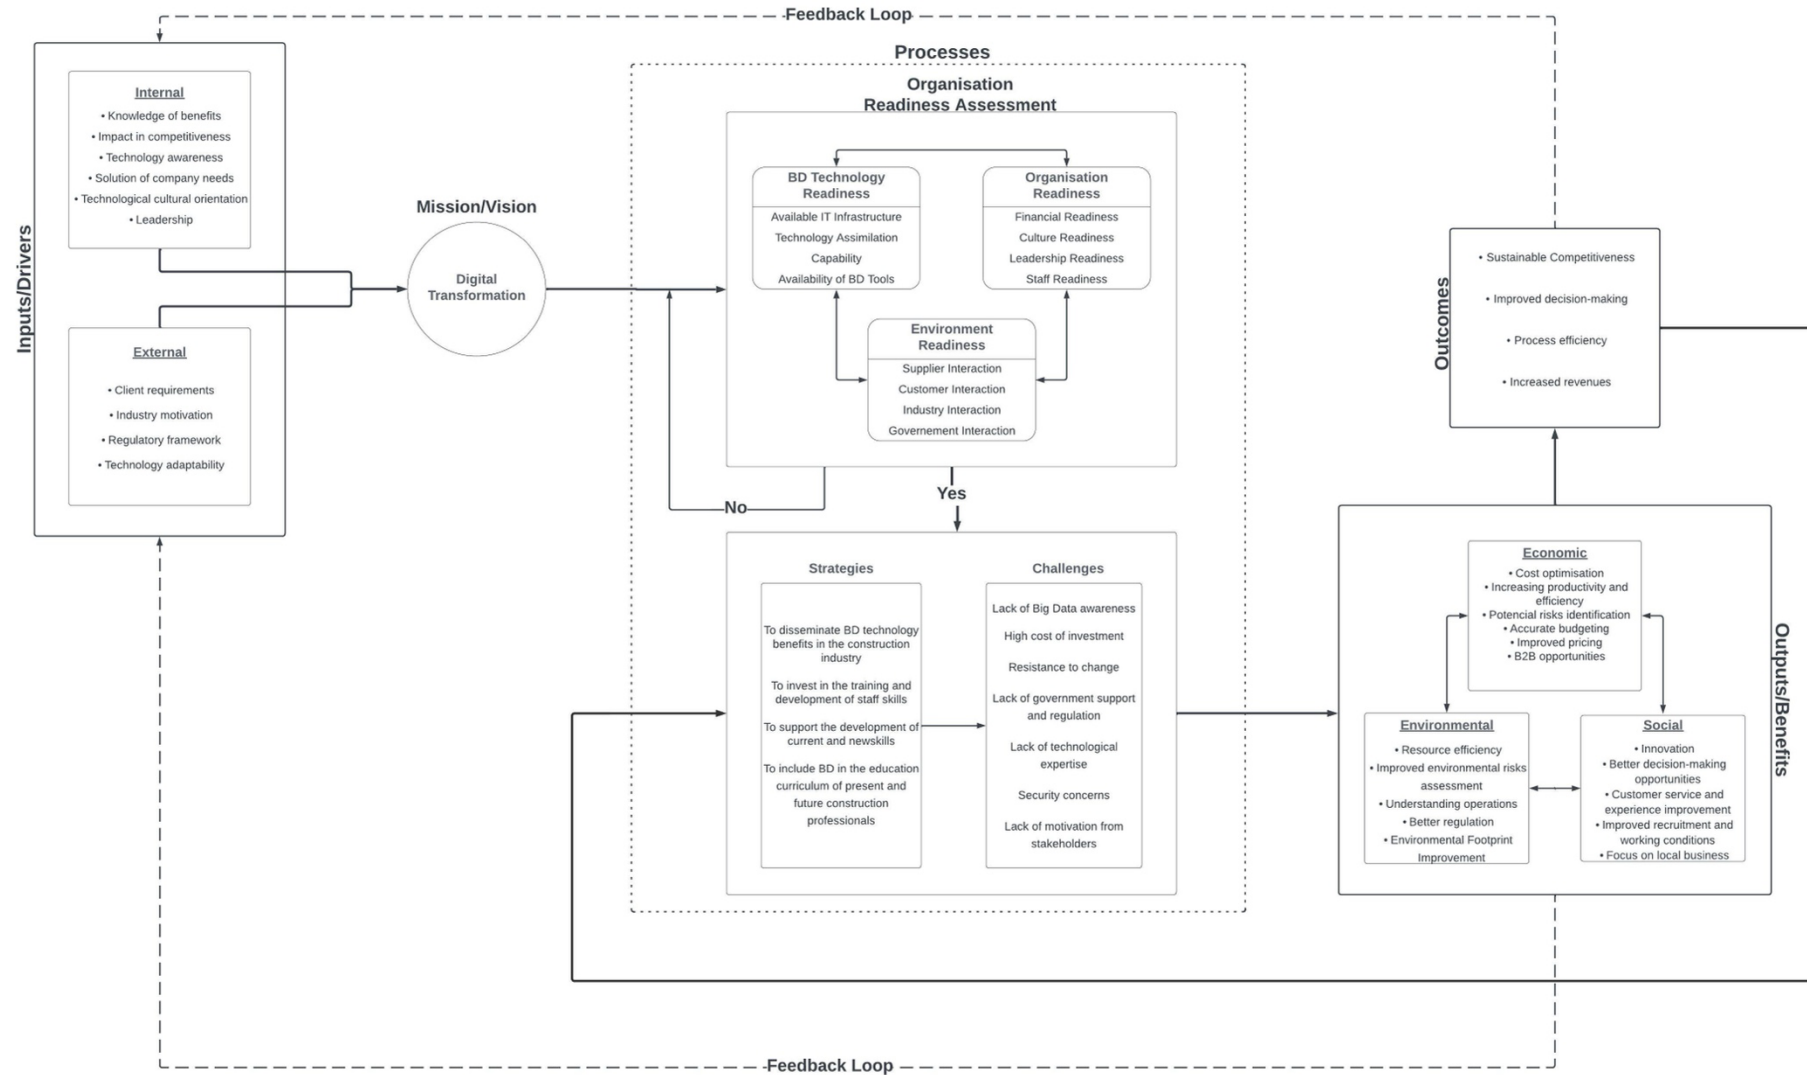 Feedback Loop
Inputs/Drivers
Internal
• Knowledge of benefits
• Impact in competitiveness
• Technology awareness
• Solution of company needs
• Technological cultural orientation
• Leadership
External
• Client requirements
• Industry motivation
• Regulatory framework
• Technology adaptability
Mission/Vision
Digital
Transformation
Processes
Organisation
Readiness Assessment
BD Technology
Readiness
Available IT Infrastructure
Technology Assimilation
Capability
Availability of BD Tools
Organisation
Readiness
Financial Readiness
Culture Readiness
Leadership Readiness
Staff Readiness
Environment
Readiness
Supplier Interaction
Customer Interaction
Industry Interaction
Governement Interaction
No
Yes
Strategies
To disseminate BD technology
benefits in the construction
industry
To invest in the training and
development of staff skills
To support the development of
current and newskills
To include BD in the education
curriculum of present and
future construction
professionals
Challenges
Lack of Big Data awareness
High cost of investment
Resistance to change
Lack of government support
and regulation
Lack of technological
expertise
Security concerns
Lack of motivation from
stakeholders
Outcomes
• Sustainable Competitiveness
• Improved decision-making
• Process efficiency
• Increased revenues
Outputs/Benefits
Economic
• Cost optimisation
• Increasing productivity and
efficiency
• Potencial risks identification
• Accurate budgeting
• Improved pricing
• B2B opportunities
Environmental
• Resource efficiency
• Improved environmental risks
assessment
• Understanding operations
• Better regulation
• Environmental Footprint
Improvement
Social
• Innovation
• Better decision-making
opportunities
• Customer service and
experience improvement
• Improved recruitment and
working conditions
• Focus on local business
Feedback Loop